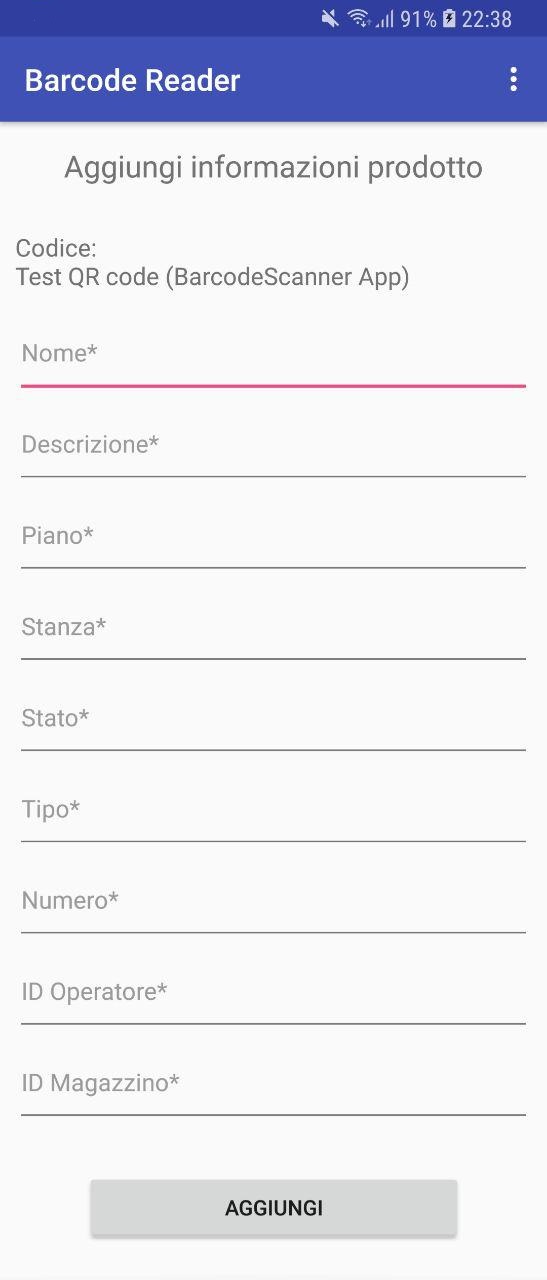 91% 22:38
Barcode Reader
Aggiungi informazioni prodotto
Codice:
Test QR code (BarcodeScanner App)
Nome*
Descrizione*
Piano*
Stanza*
Stato*
Tipo*
Numero*
ID Operatore*
ID Magazzino*
AGGIUNGI